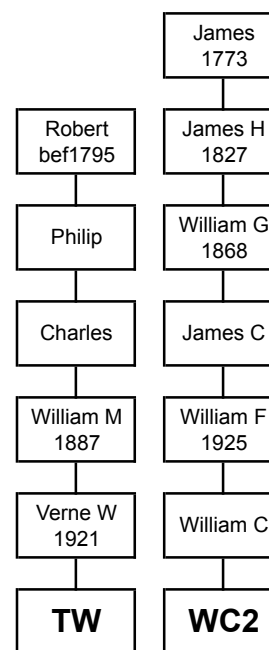 James
1773
Robert
bef1795
James H
1827
Philip
William G
1868
Charles
James C
William M
1887
William F
1925
Verne W
1921
William C
TW
WC2